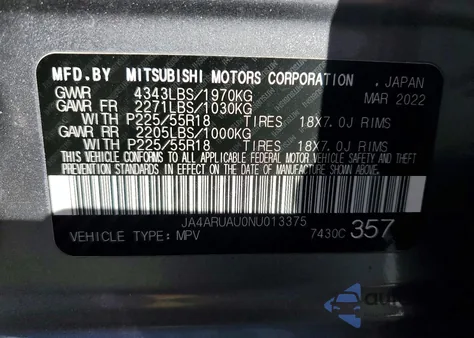 MFD.BY MITSUBISHI MOTORS CORPORATION , JAPAN
GVWR 4343LBS/1970KG MAR 2022
GAWR FR 2271LBS/1030KG
WITH P225/55R18 TIRES 18X7.0J RIMS
GAWR RR 2205LBS/1000KG
WITH P225/55R18 TIRES 18X7.0J RIMS
THIS VEHICLE CONFORMS TO ALL APPLICABLE FEDERAL MOTOR VEHICLE SAFETY AND THEFT
PREVENTION STANDARDS IN EFFECT ON THE DATE OF MANUFACTURE SHOWN ABOVE.
JA4ARUAU0NU013375
VEHICLE TYPE: MPV 7430C 357